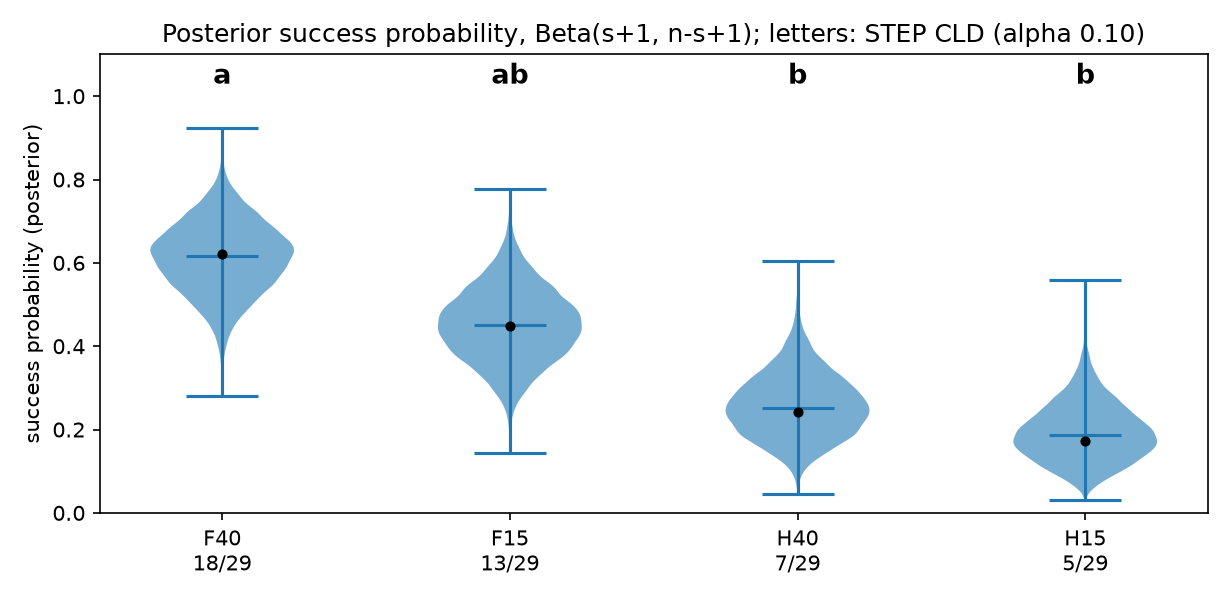 Posterior success probability, Beta(s+1, n-s+1); letters: STEP CLD (alpha 0.10)
a ab b b
success probability (posterior)
1.0
0.8
0.6
0.4
0.2
0.0
F40 F15 H40 H15
18/29 13/29 7/29 5/29